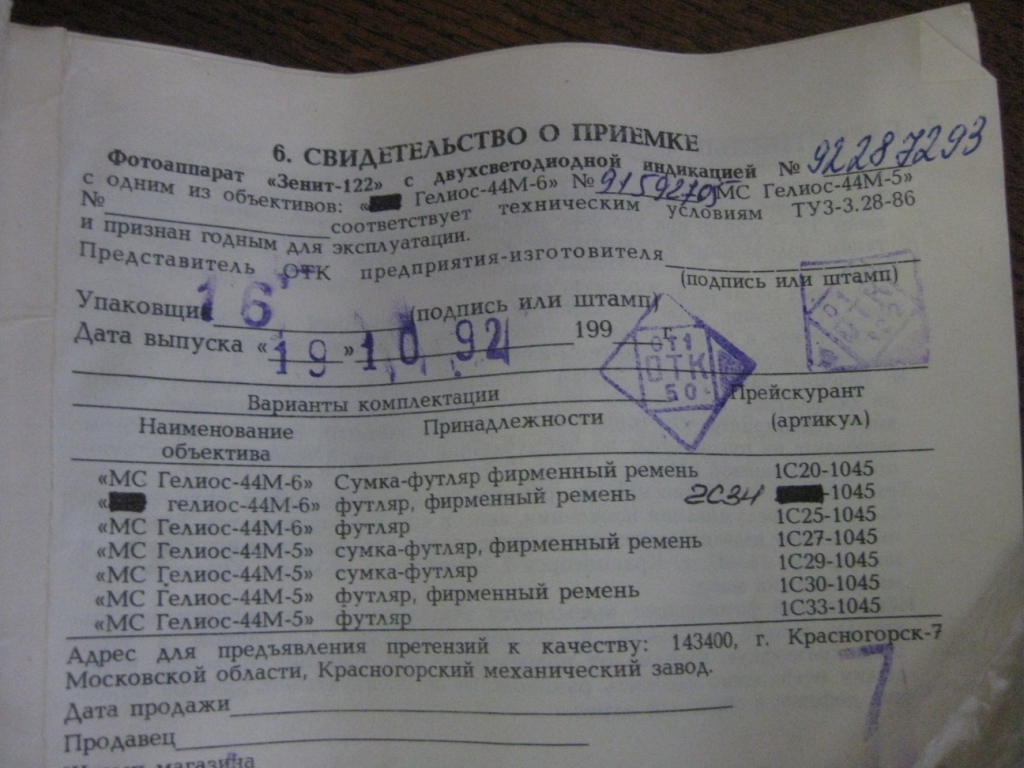 6. СВИДЕТЕЛЬСТВО О ПРИЕМКЕ
Фотоаппарат «Зенит-122» с двухсветодиодной индикацией № 92287293
с одним из объективов: « Гелиос-44М-6» № 9159275 МС Гелиос-44М-5»
№ соответствует техническим условиям ТУ3-3.28-86
и признан годным для эксплуатации.
Представитель ОТК предприятия-изготовителя
(подпись или штамп)
Упаковщик 16 (подпись или штамп)
Дата выпуска «19» 10 92 199 г.
ОТК
50
ОТК
Варианты комплектации
Прейскурант
(артикул)
Наименование объектива
Принадлежности
«МС Гелиос-44М-6» Сумка-футляр фирменный ремень 1С20-1045
« гелиос-44М-6» футляр, фирменный ремень 2С34 -1045
«МС Гелиос-44М-6» футляр 1С25-1045
«МС Гелиос-44М-5» сумка-футляр, фирменный ремень 1С27-1045
«МС Гелиос-44М-5» сумка-футляр 1С29-1045
«МС Гелиос-44М-5» футляр, фирменный ремень 1С30-1045
«МС Гелиос-44М-5» футляр 1С33-1045
Адрес для предъявления претензий к качеству: 143400, г. Красногорск-7
Московской области, Красногорский механический завод.
Дата продажи
Продавец
магазина